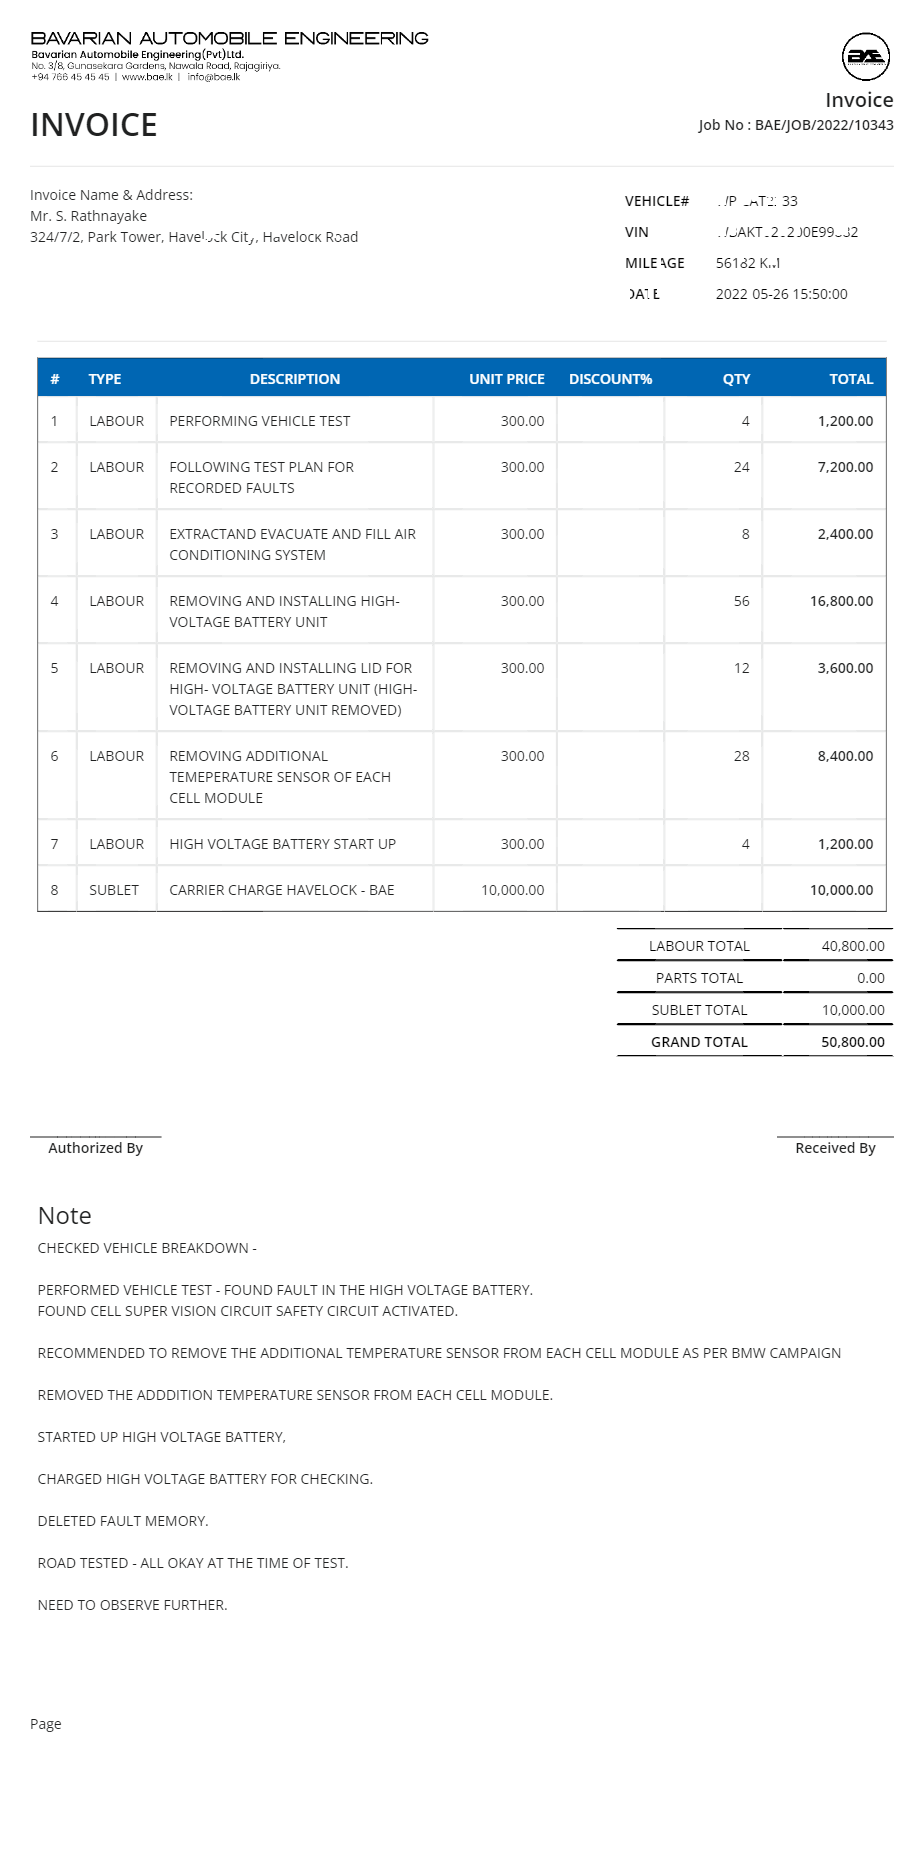 BAVARIAN AUTOMOBILE ENGINEERING
Bavarian Automobile Engineering(Pvt)Ltd.
No. 3/8, Gunasekara Gardens, Nawala Road, Rajagiriya.
+94 766 45 45 45 | www.bae.lk | info@bae.lk
BAE
Invoice
INVOICE
Job No : BAE/JOB/2022/10343
Invoice Name & Address:
Mr. S. Rathnayake
324/7/2, Park Tower, Havelock City, Havelock Road
VEHICLE#
VIN
MILEAGE 56182 KM
DATE 2022 05-26 15:50:00
# TYPE DESCRIPTION UNIT PRICE DISCOUNT% QTY TOTAL
1 LABOUR PERFORMING VEHICLE TEST 300.00 4 1,200.00
2 LABOUR FOLLOWING TEST PLAN FOR 300.00 24 7,200.00
RECORDED FAULTS
3 LABOUR EXTRACTAND EVACUATE AND FILL AIR 300.00 8 2,400.00
CONDITIONING SYSTEM
4 LABOUR REMOVING AND INSTALLING HIGH- 300.00 56 16,800.00
VOLTAGE BATTERY UNIT
5 LABOUR REMOVING AND INSTALLING LID FOR 300.00 12 3,600.00
HIGH- VOLTAGE BATTERY UNIT (HIGH-
VOLTAGE BATTERY UNIT REMOVED)
6 LABOUR REMOVING ADDITIONAL 300.00 28 8,400.00
TEMEPERATURE SENSOR OF EACH
CELL MODULE
7 LABOUR HIGH VOLTAGE BATTERY START UP 300.00 4 1,200.00
8 SUBLET CARRIER CHARGE HAVELOCK - BAE 10,000.00 10,000.00
LABOUR TOTAL 40,800.00
PARTS TOTAL 0.00
SUBLET TOTAL 10,000.00
GRAND TOTAL 50,800.00
Authorized By Received By
Note
CHECKED VEHICLE BREAKDOWN -
PERFORMED VEHICLE TEST - FOUND FAULT IN THE HIGH VOLTAGE BATTERY.
FOUND CELL SUPER VISION CIRCUIT SAFETY CIRCUIT ACTIVATED.
RECOMMENDED TO REMOVE THE ADDITIONAL TEMPERATURE SENSOR FROM EACH CELL MODULE AS PER BMW CAMPAIGN
REMOVED THE ADDDITION TEMPERATURE SENSOR FROM EACH CELL MODULE.
STARTED UP HIGH VOLTAGE BATTERY,
CHARGED HIGH VOLTAGE BATTERY FOR CHECKING.
DELETED FAULT MEMORY.
ROAD TESTED - ALL OKAY AT THE TIME OF TEST.
NEED TO OBSERVE FURTHER.
Page